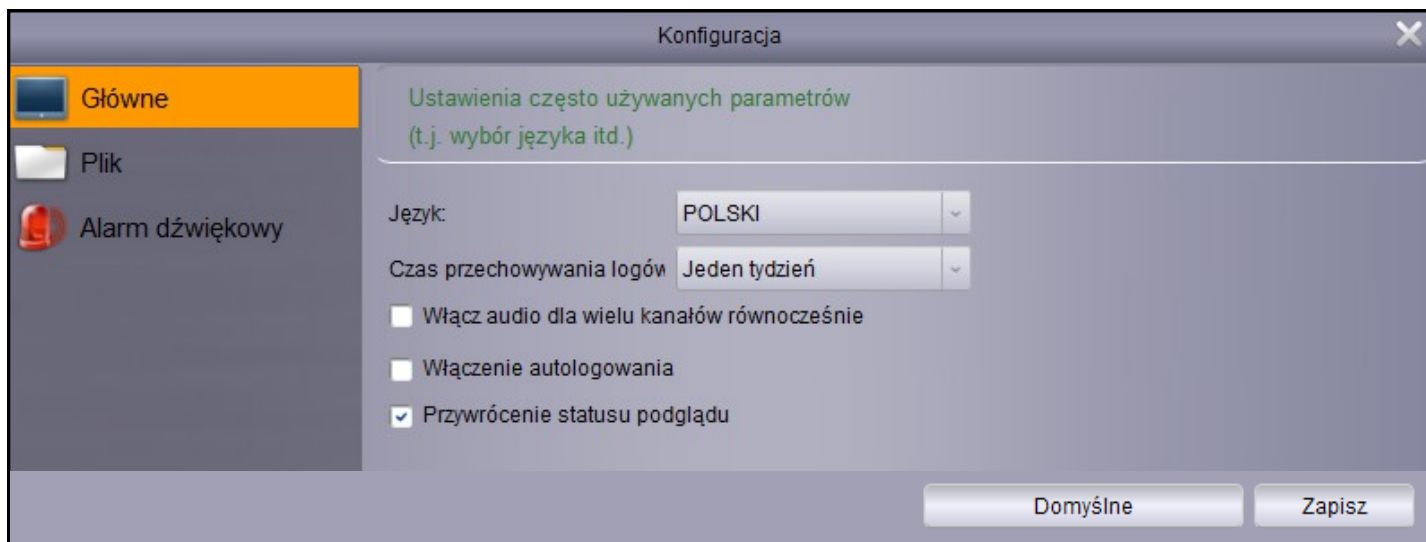 Konfiguracja
Główne
Plik
Alarm dźwiękowy
Ustawienia często używanych parametrów
(t.j. wybór języka itd.)
Język: POLSKI
Czas przechowywania logów Jeden tydzień
Włącz audio dla wielu kanałów równocześnie
Włączenie autologowania
Przywrócenie statusu podglądu
Domyślne Zapisz